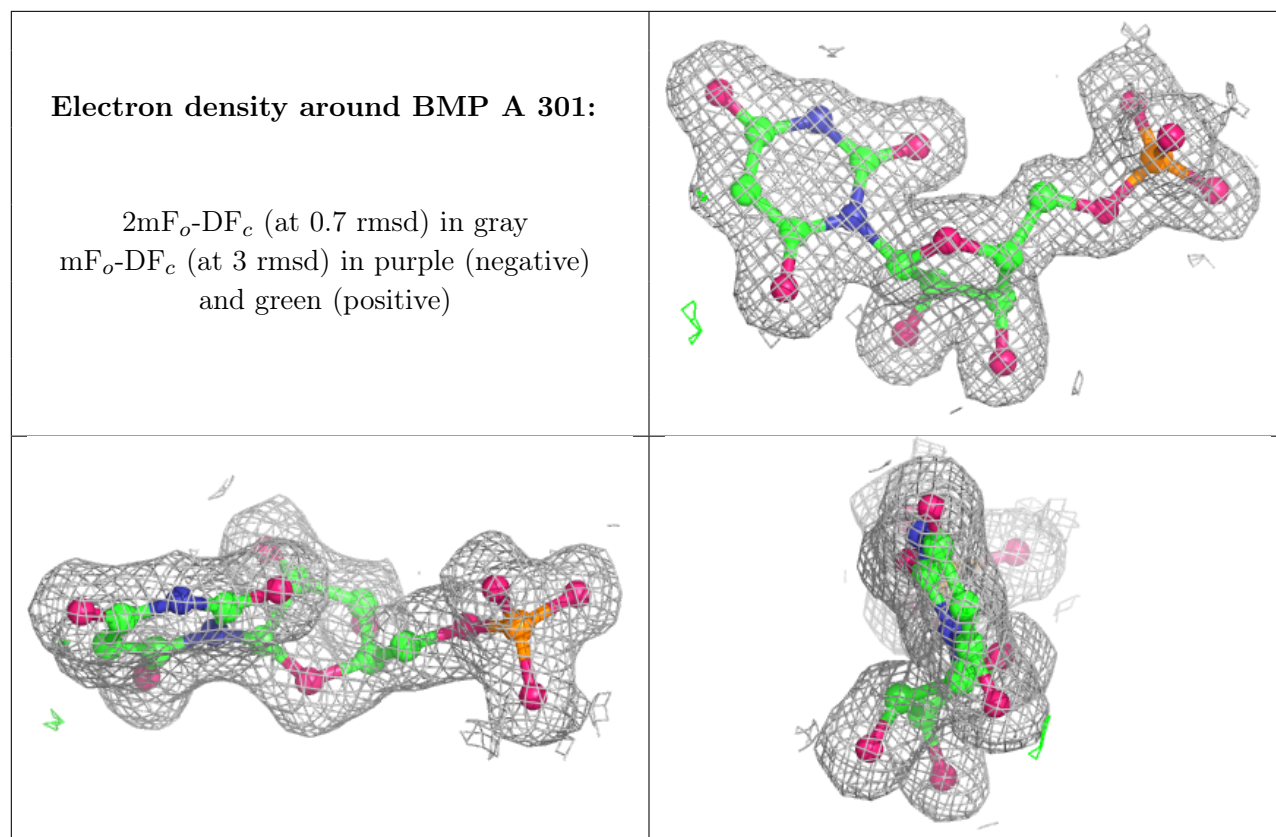 Electron density around BMP A 301:
2mFₒ-DF𝑐 (at 0.7 rmsd) in gray
mFₒ-DF𝑐 (at 3 rmsd) in purple (negative)
and green (positive)